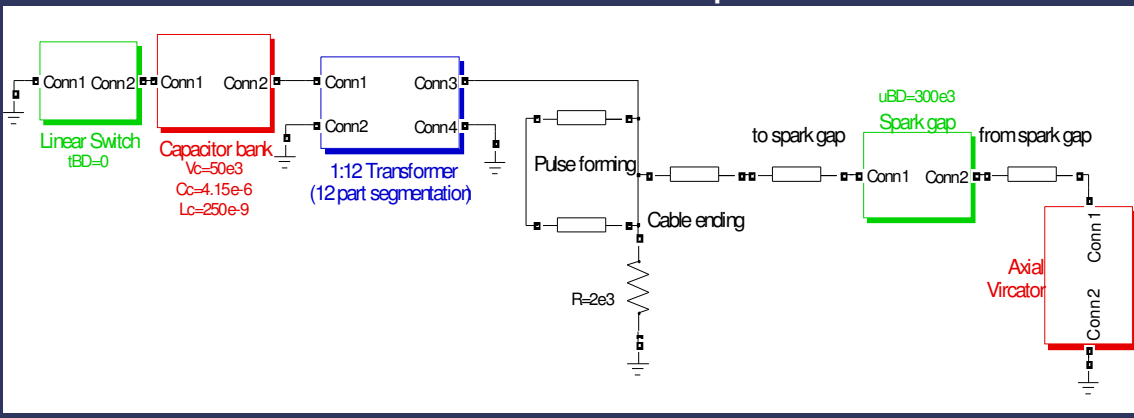 Conn1 Conn2
Linear Switch
tBD=0
Conn1 Conn2
Capacitor bank
Vc=50e3
Cc=4.15e-6
Lc=250e-9
Conn1 Conn3
Conn2 Conn4
1:12 Transformer
(12 part segmentation)
Pulse forming
Cable ending
R=2e3
to spark gap
uBD=300e3
Spark gap
Conn1 Conn2
from spark gap
Axial
Vircator
Conn1
Conn2